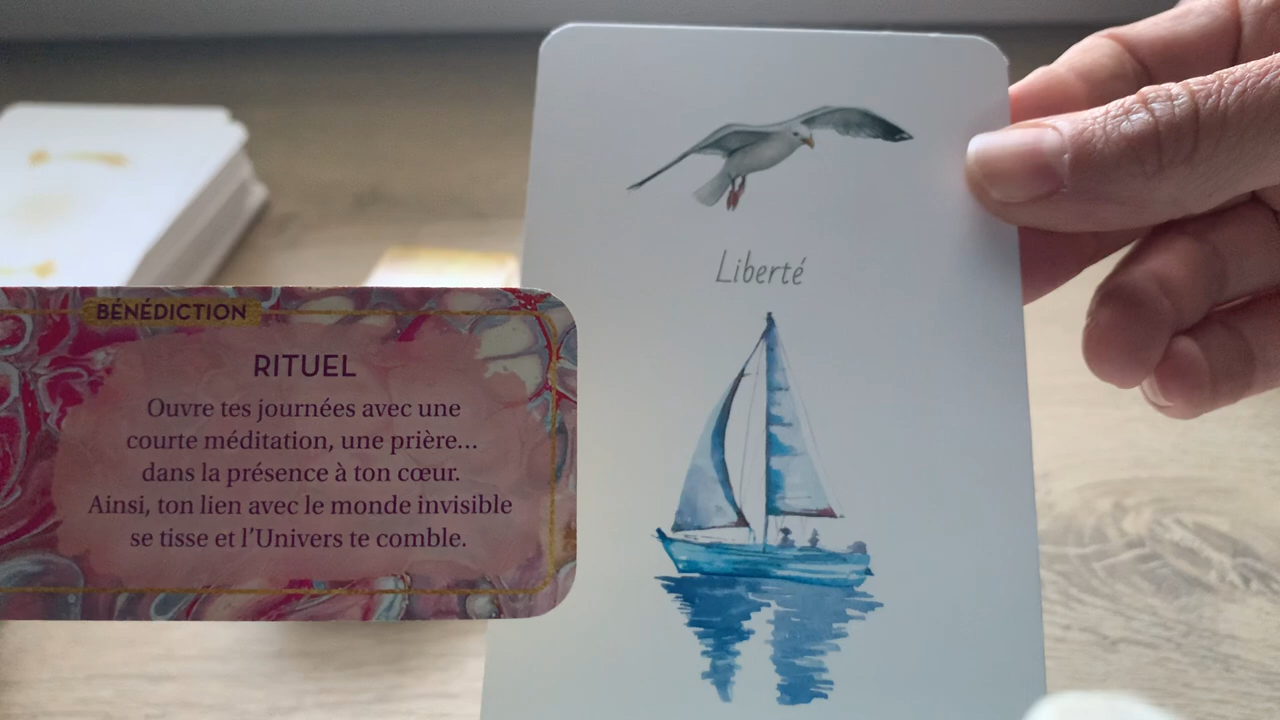 BÉNÉDICTION
RITUEL
Ouvre tes journées avec une
courte méditation, une prière...
dans la présence à ton cœur.
Ainsi, ton lien avec le monde invisible
se tisse et l'Univers te comble.
Liberté